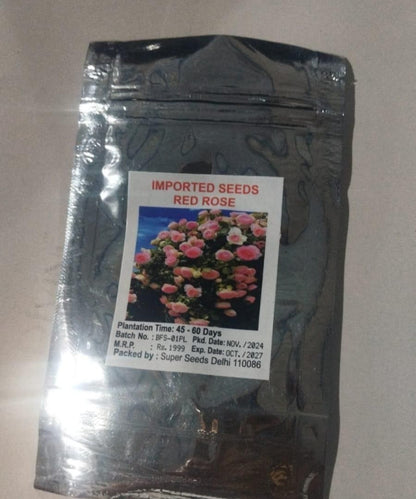 IMPORTED SEEDS
RED ROSE
Plantation Time: 45 - 60 Days
Batch No. : BFS-01PL Pkd. Date: NOV. / 2024
M.R.P. : Rs. 1999 Exp. Date: OCT. / 2027
Packed by : Super Seeds Delhi 110086